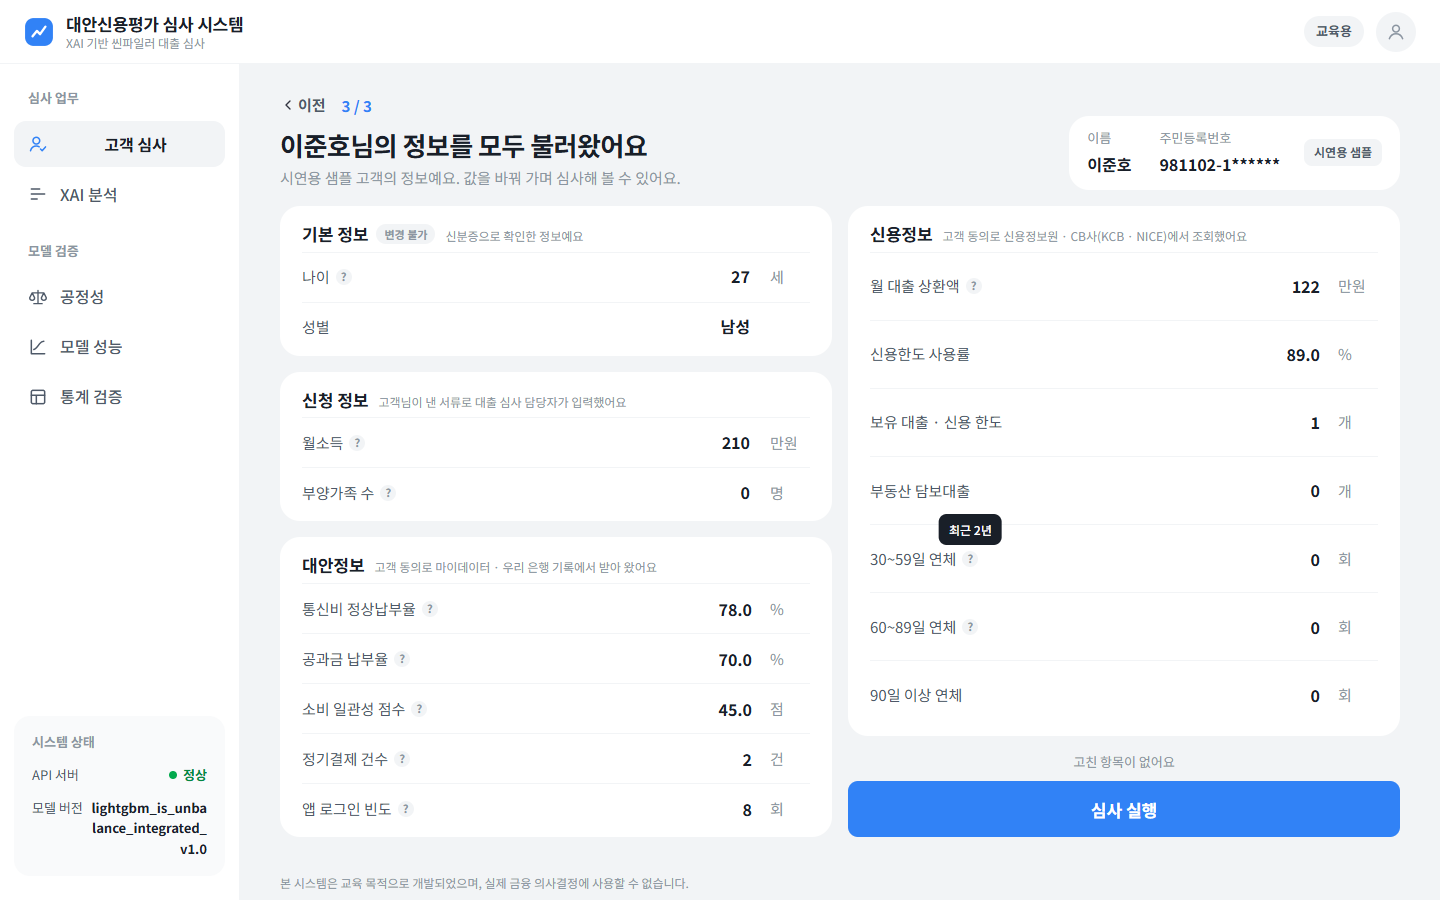 대안신용평가 심사 시스템
XAI 기반 씬파일러 대출 심사
교육용
심사 업무
고객 심사
XAI 분석
모델 검증
공정성
모델 성능
통계 검증
시스템 상태
API 서버
정상
모델 버전
lightgbm_is_unba
lance_integrated_
v1.0
이전
3 / 3
이준호님의 정보를 모두 불러왔어요
시연용 샘플 고객의 정보예요. 값을 바꿔 가며 심사해 볼 수 있어요.
이름
이준호
주민등록번호
981102-1******
시연용 샘플
기본 정보 변경 불가 신분증으로 확인한 정보예요
나이 ? 27 세
성별 남성
신청 정보 고객님이 낸 서류로 대출 심사 담당자가 입력했어요
월소득 ? 210 만원
부양가족 수 ? 0 명
대안정보 고객 동의로 마이데이터 · 우리 은행 기록에서 받아 왔어요
통신비 정상납부율 ? 78.0 %
공과금 납부율 ? 70.0 %
소비 일관성 점수 ? 45.0 점
정기결제 건수 ? 2 건
앱 로그인 빈도 ? 8 회
신용정보 고객 동의로 신용정보원 · CB사(KCB · NICE)에서 조회했어요
월 대출 상환액 ? 122 만원
신용한도 사용률 89.0 %
보유 대출 · 신용 한도 1 개
부동산 담보대출 0 개
최근 2년
30~59일 연체 ? 0 회
60~89일 연체 ? 0 회
90일 이상 연체 0 회
고친 항목이 없어요
심사 실행
본 시스템은 교육 목적으로 개발되었으며, 실제 금융 의사결정에 사용할 수 없습니다.